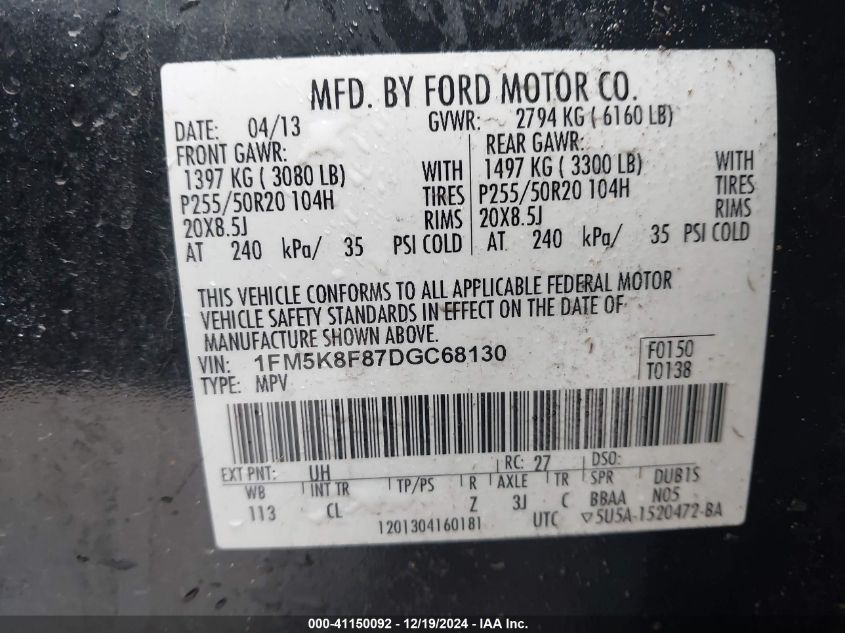 MFD. BY FORD MOTOR CO.
DATE: 04/13 GVWR: 2794 KG ( 6160 LB)
FRONT GAWR: REAR GAWR:
1397 KG ( 3080 LB) WITH 1497 KG ( 3300 LB) WITH
P255/50R20 104H TIRES P255/50R20 104H TIRES
20X8.5J RIMS 20X8.5J RIMS
AT 240 kPa/ 35 PSI COLD AT 240 kPa/ 35 PSI COLD
THIS VEHICLE CONFORMS TO ALL APPLICABLE FEDERAL MOTOR
VEHICLE SAFETY STANDARDS IN EFFECT ON THE DATE OF
MANUFACTURE SHOWN ABOVE.
VIN: 1FM5K8F87DGC68130 F0150
TYPE: MPV T0138
EXT PNT: UH RC: 27 DSO:
WB INT TR TP/PS R AXLE TR SPR DUB1S
113 CL Z 3J C BBAA N05
1201304160181 UTC ▽5U5A-1520472-BA
000-41150092 - 12/19/2024 - IAAI Inc.